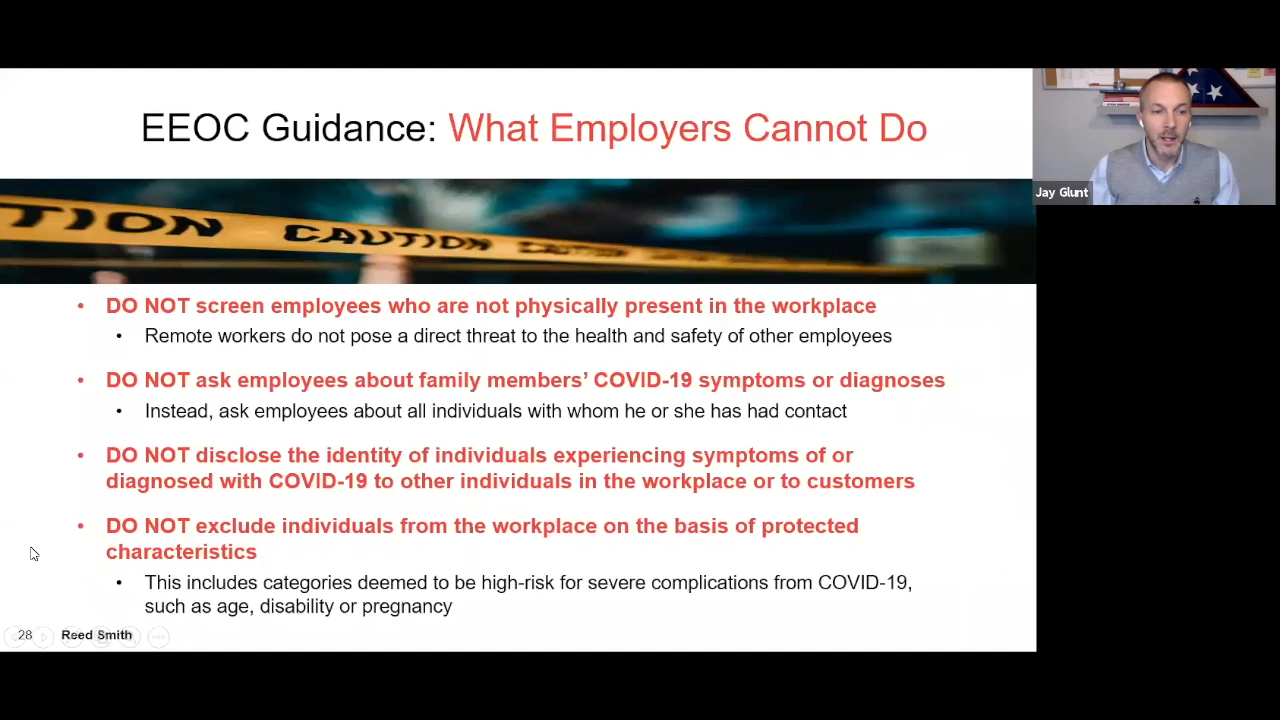 EEOC Guidance: What Employers Cannot Do
TION CAUTION CAUTION
Jay Glunt
• DO NOT screen employees who are not physically present in the workplace
• Remote workers do not pose a direct threat to the health and safety of other employees
• DO NOT ask employees about family members’ COVID-19 symptoms or diagnoses
• Instead, ask employees about all individuals with whom he or she has had contact
• DO NOT disclose the identity of individuals experiencing symptoms of or
diagnosed with COVID-19 to other individuals in the workplace or to customers
• DO NOT exclude individuals from the workplace on the basis of protected
characteristics
• This includes categories deemed to be high-risk for severe complications from COVID-19,
such as age, disability or pregnancy
28 Reed Smith